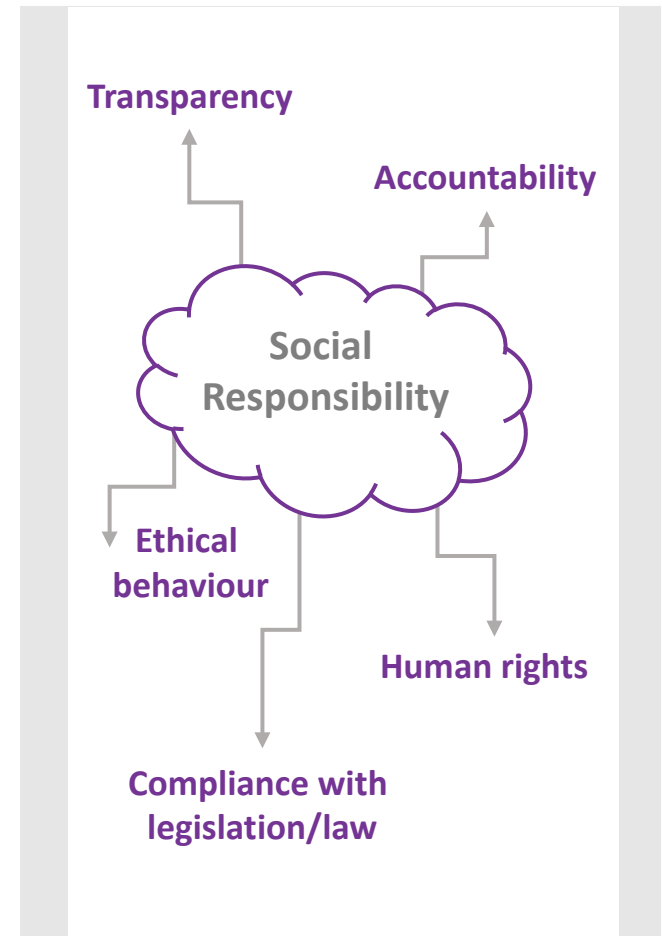 Transparency
Accountability
Social
Responsibility
Ethical
behaviour
Human rights
Compliance with
legislation/law